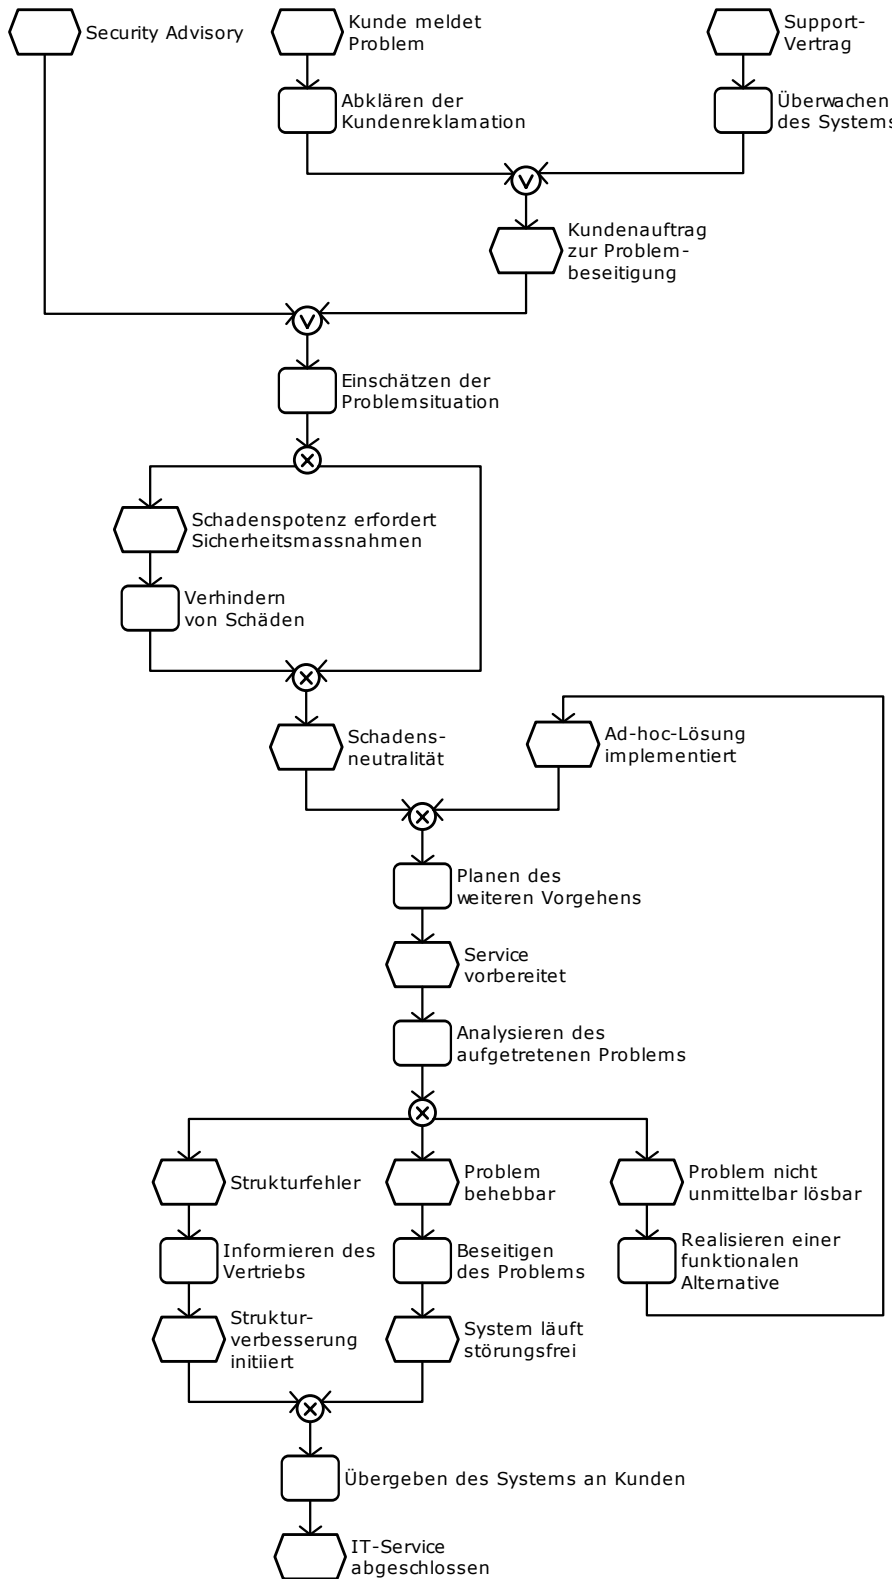 Security Advisory
Kunde meldet
Problem
Support-
Vertrag
Abklären der
Kundenreklamation
Überwachen
des Systems
Kundenauftrag
zur Problem-
beseitigung
Einschätzen der
Problemsituation
Schadenspotenz erfordert
Sicherheitsmassnahmen
Verhindern
von Schäden
Schadens-
neutralität
Ad-hoc-Lösung
implementiert
Planen des
weiteren Vorgehens
Service
vorbereitet
Analysieren des
aufgetretenen Problems
Strukturfehler
Problem
behebbar
Problem nicht
unmittelbar lösbar
Informieren des
Vertriebs
Beseitigen
des Problems
Realisieren einer
funktionalen
Alternative
Struktur-
verbesserung
initiiert
System läuft
störungsfrei
Übergeben des Systems an Kunden
IT-Service
abgeschlossen